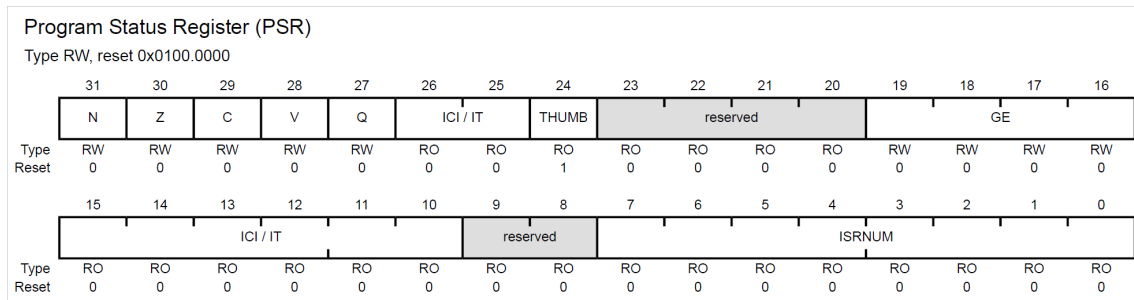 Program Status Register (PSR)
Type RW, reset 0x0100.0000
31 30 29 28 27 26 25 24 23 22 21 20 19 18 17 16
N Z C V Q ICI / IT THUMB reserved GE
Type RW RW RW RW RW RO RO RO RO RO RO RO RW RW RW RW
Reset 0 0 0 0 0 0 0 1 0 0 0 0 0 0 0 0
15 14 13 12 11 10 9 8 7 6 5 4 3 2 1 0
ICI / IT reserved ISRNUM
Type RO RO RO RO RO RO RO RO RO RO RO RO RO RO RO RO
Reset 0 0 0 0 0 0 0 0 0 0 0 0 0 0 0 0